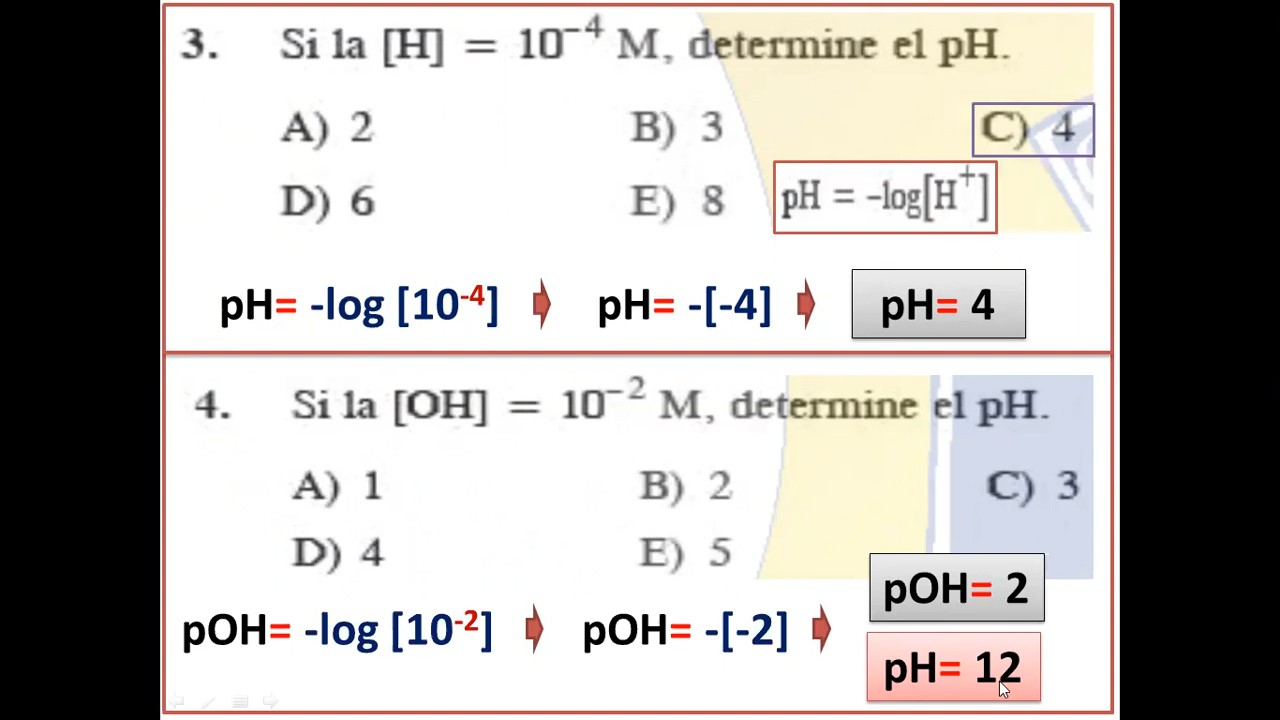 3. Si la [H] = 10⁻⁴ M, determine el pH.
A) 2 B) 3 C) 4
D) 6 E) 8
pH = -log[H⁺]
pH= -log [10⁻⁴] pH= -[-4] pH= 4
4. Si la [OH] = 10⁻² M, determine el pH.
A) 1 B) 2 C) 3
D) 4 E) 5
pOH= 2
pOH= -log [10⁻²] pOH= -[-2]
pH= 12